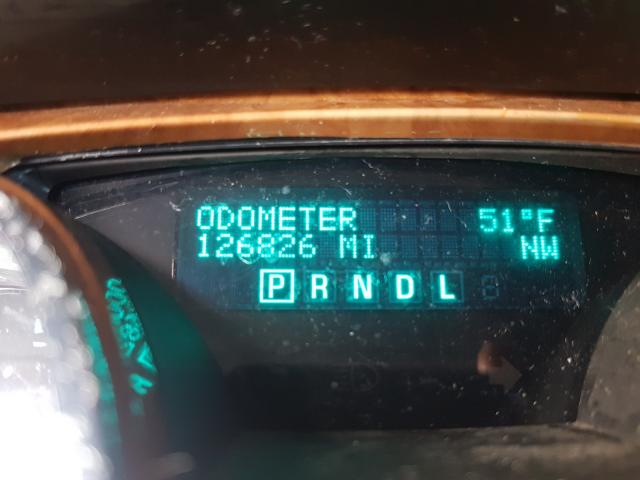 ODOMETER 51°F
126826 MI NW
P R N D L